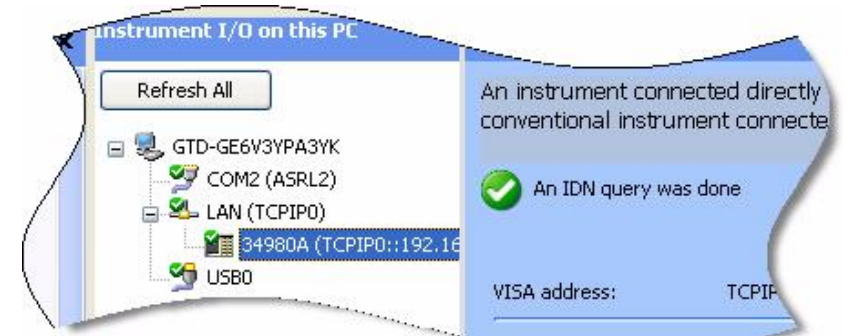 Instrument I/O on this PC
Refresh All
GTD-GE6V3YPA3YK
COM2 (ASRL2)
LAN (TCPIP0)
34980A (TCPIP0::192.16
USB0
An instrument connected directly
conventional instrument connecte
An IDN query was done
VISA address: TCPIP